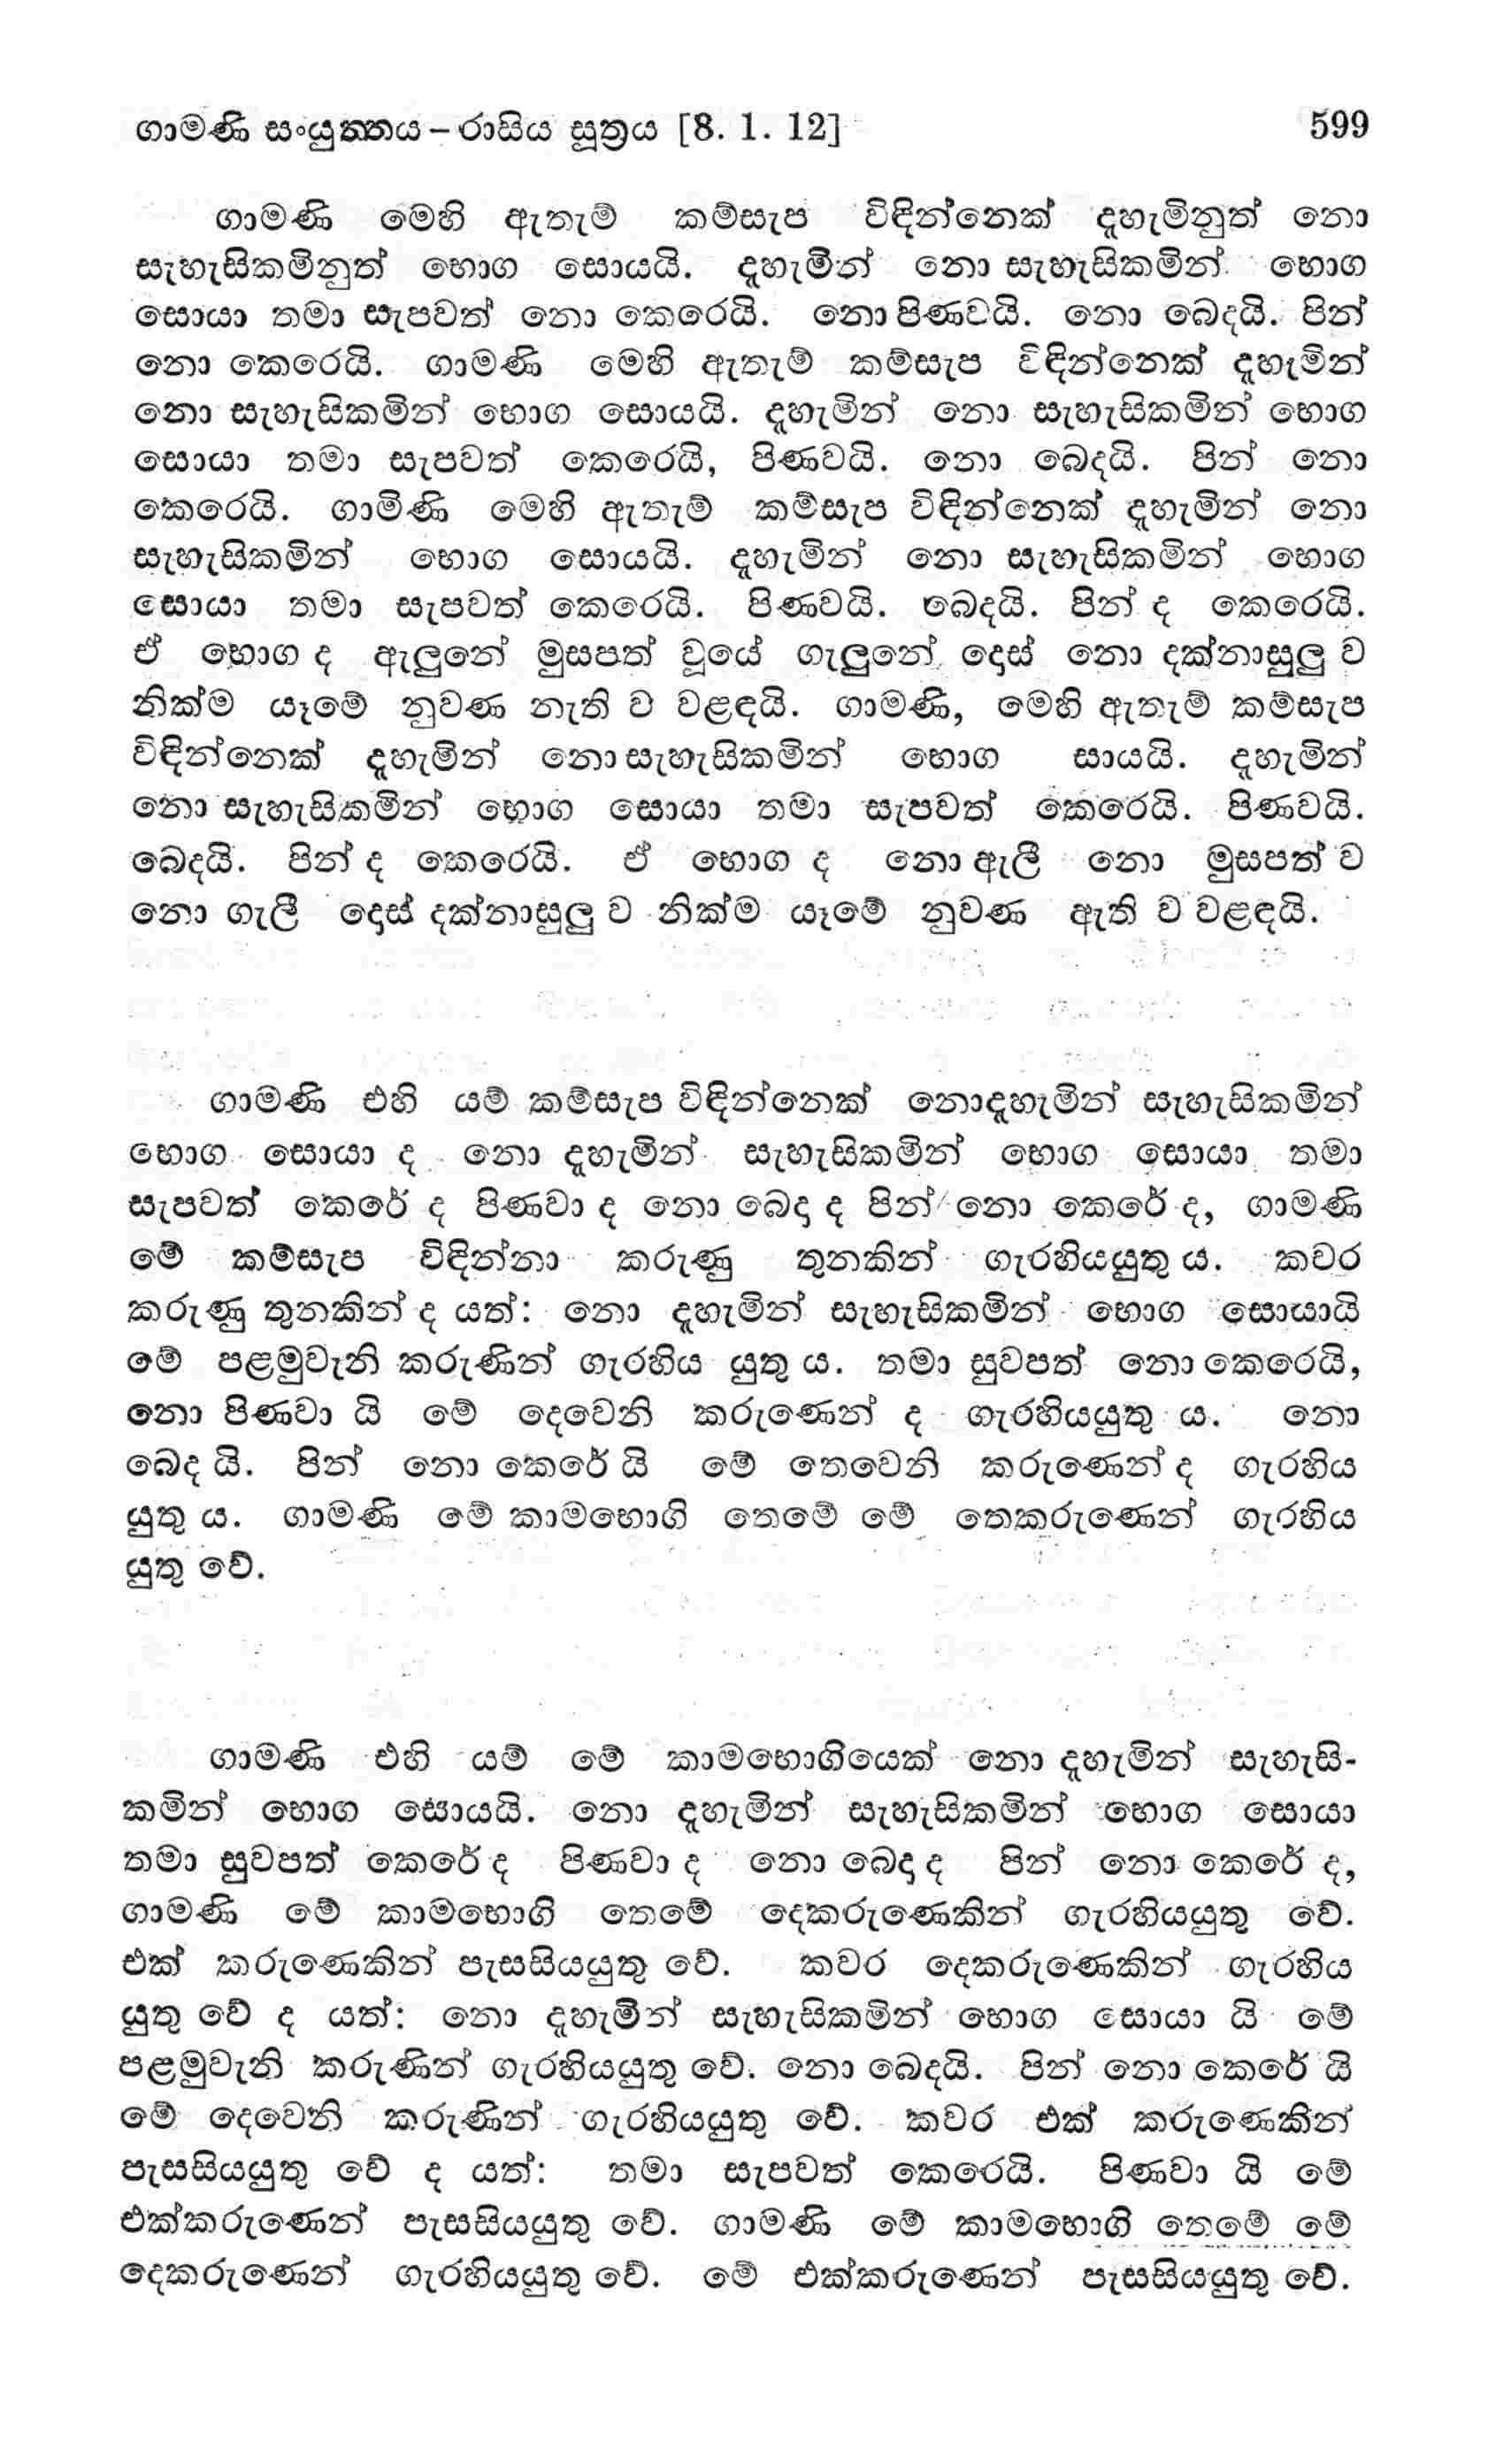 ගාමණි සංයුත්තය – රාසිය සූත්‍රය [8. 1. 12] 599
ගාමණි මෙහි ඇතැම් කම්සැප විඳින්නෙක් දැහැමිනුත් නො
සැහැසිකමිනුත් භොග සොයයි. දැහැමින් නො සැහැසිකමින් භොග
සොයා තමා සැපවත් නො කෙරෙයි. නො පිණවයි. නො බෙදයි. පින්
නො කෙරෙයි. ගාමණි මෙහි ඇතැම් කම්සැප විඳින්නෙක් දැහැමින්
නො සැහැසිකමින් භොග සොයයි. දැහැමින් නො සැහැසිකමින් භොග
සොයා තමා සැපවත් කෙරෙයි, පිණවයි. නො බෙදයි. පින් නො
කෙරෙයි. ගාමිණි මෙහි ඇතැම් කම්සැප විඳින්නෙක් දැහැමින් නො
සැහැසිකමින් භොග සොයයි. දැහැමින් නො සැහැසිකමින් භොග
සොයා තමා සැපවත් කෙරෙයි. පිණවයි. බෙදයි. පින් ද කෙරෙයි.
ඒ භොග ද ඇලුනේ මුසපත් වූයේ ගැලුනේ දොස් නො දක්නාසුලු ව
නික්ම යෑමේ නුවණ නැති ව වළඳයි. ගාමණි, මෙහි ඇතැම් කම්සැප
විඳින්නෙක් දැහැමින් නො සැහැසිකමින් භොග සායයි. දැහැමින්
නො සැහැසිකමින් භොග සොයා තමා සැපවත් කෙරෙයි. පිණවයි.
බෙදයි. පින් ද කෙරෙයි. ඒ භොග ද නො ඇලී නො මුසපත් ව
නො ගැලී දොස් දක්නාසුලු ව නික්ම යෑමේ නුවණ ඇති ව වළඳයි.
ගාමණි එහි යම් කම්සැප විඳින්නෙක් නොදැහැමින් සැහැසිකමින්
භොග සොයා ද නො දැහැමින් සැහැසිකමින් භොග සොයා තමා
සැපවත් කෙරේ ද පිණවා ද නො බෙදා ද පින් නො කෙරේ ද, ගාමණි
මේ කම්සැප විඳින්නා කරුණු තුනකින් ගැරහියයුතු ය. කවර
කරුණු තුනකින් ද යත්: නො දැහැමින් සැහැසිකමින් භොග සොයායි
මේ පළමුවැනි කරුණින් ගැරහිය යුතු ය. තමා සුවපත් නො කෙරෙයි,
නො පිණවා යි මේ දෙවෙනි කරුණෙන් ද ගැරහියයුතු ය. නො
බෙද යි. පින් නො කෙරේ යි මේ තෙවෙනි කරුණෙන් ද ගැරහිය
යුතු ය. ගාමණි මේ කාමභොගි තෙමේ මේ තෙකරුණෙන් ගැරහිය
යුතු වේ.
ගාමණි එහි යම් මේ කාමභොගියෙක් නො දැහැමින් සැහැසි-
කමින් භොග සොයයි. නො දැහැමින් සැහැසිකමින් භොග සොයා
තමා සුවපත් කෙරේ ද පිණවා ද නො බෙදා ද පින් නො කෙරේ ද,
ගාමණි මේ කාමභොගි තෙමේ දෙකරුණෙකින් ගැරහියයුතු වේ.
එක් කරුණෙකින් පැසසියයුතු වේ. කවර දෙකරුණෙකින් ගැරහිය
යුතු වේ ද යත්: නො දැහැමින් සැහැසිකමින් භොග සොයා යි මේ
පළමුවැනි කරුණින් ගැරහියයුතු වේ. නො බෙදයි. පින් නො කෙරේ යි
මේ දෙවෙනි කරුණින් ගැරහියයුතු වේ. කවර එක් කරුණෙකින්
පැසසියයුතු වේ ද යත්: තමා සැපවත් කෙරෙයි. පිණවා යි මේ
එක්කරුණෙන් පැසසියයුතු වේ. ගාමණි මේ කාමභොගි තෙමේ මේ
දෙකරුණෙන් ගැරහියයුතු වේ. මේ එක්කරුණෙන් පැසසියයුතු වේ.